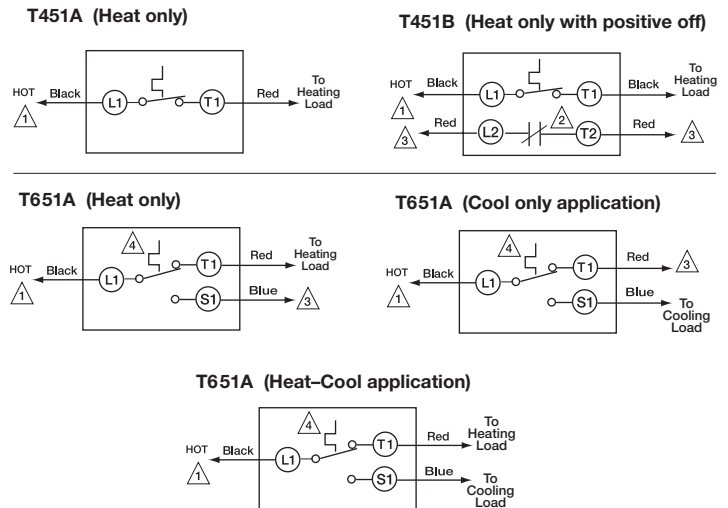 T451A (Heat only)
HOT
1
Black
L1
T1
Red
To
Heating
Load
T451B (Heat only with positive off)
HOT
1
Black
L1
T1
Black
To
Heating
Load
3
Red
L2
2
T2
Red
3
T651A (Heat only)
HOT
1
Black
4
L1
T1
Red
To
Heating
Load
S1
Blue
3
T651A (Cool only application)
HOT
1
Black
4
L1
T1
Red
3
S1
Blue
To
Cooling
Load
T651A (Heat–Cool application)
HOT
1
Black
4
L1
T1
Red
To
Heating
Load
S1
Blue
To
Cooling
Load